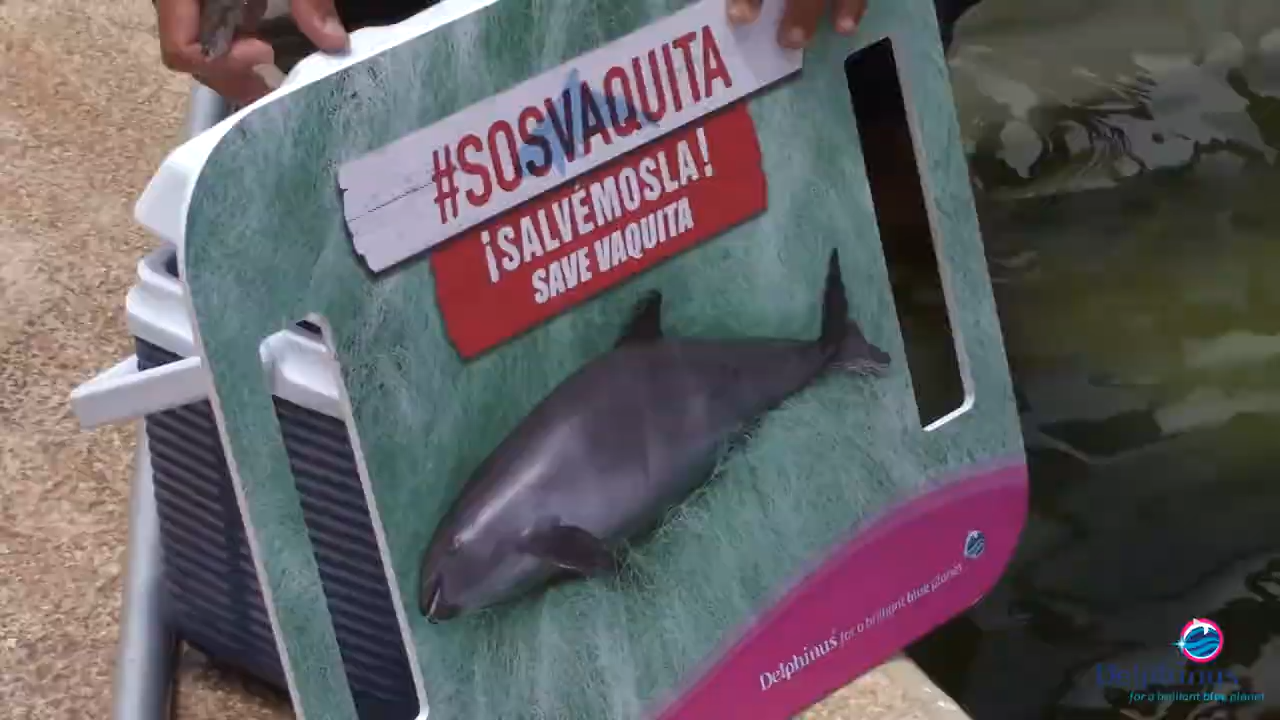 #SOSVAQUITA
¡SALVÉMOSLA!
SAVE VAQUITA
Delphinus® for a brilliant blue planet
Delphinus
for a brilliant blue planet